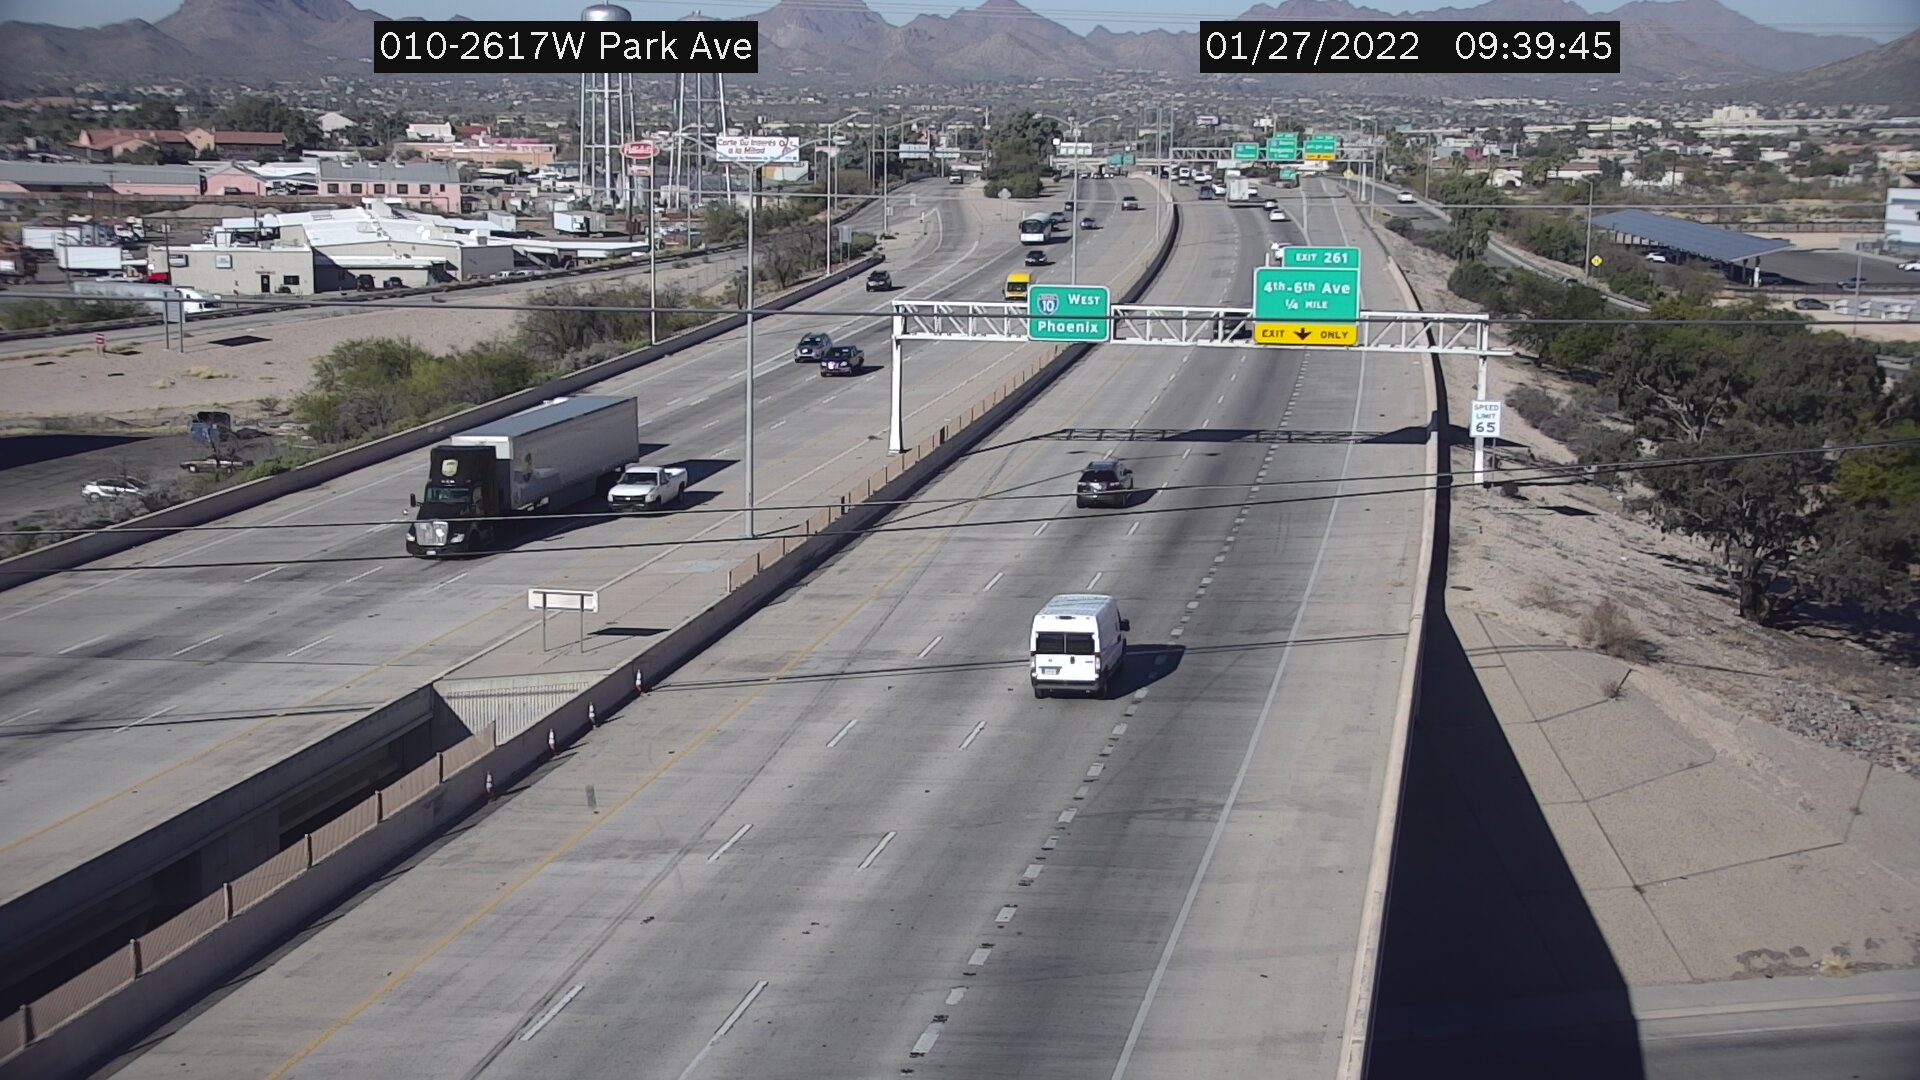 010-2617W Park Ave
01/27/2022 09:39:45
EXIT 261
4th-6th Ave
1/4 MILE
EXIT ONLY
WEST
10
Phoenix
SPEED
LIMIT
65